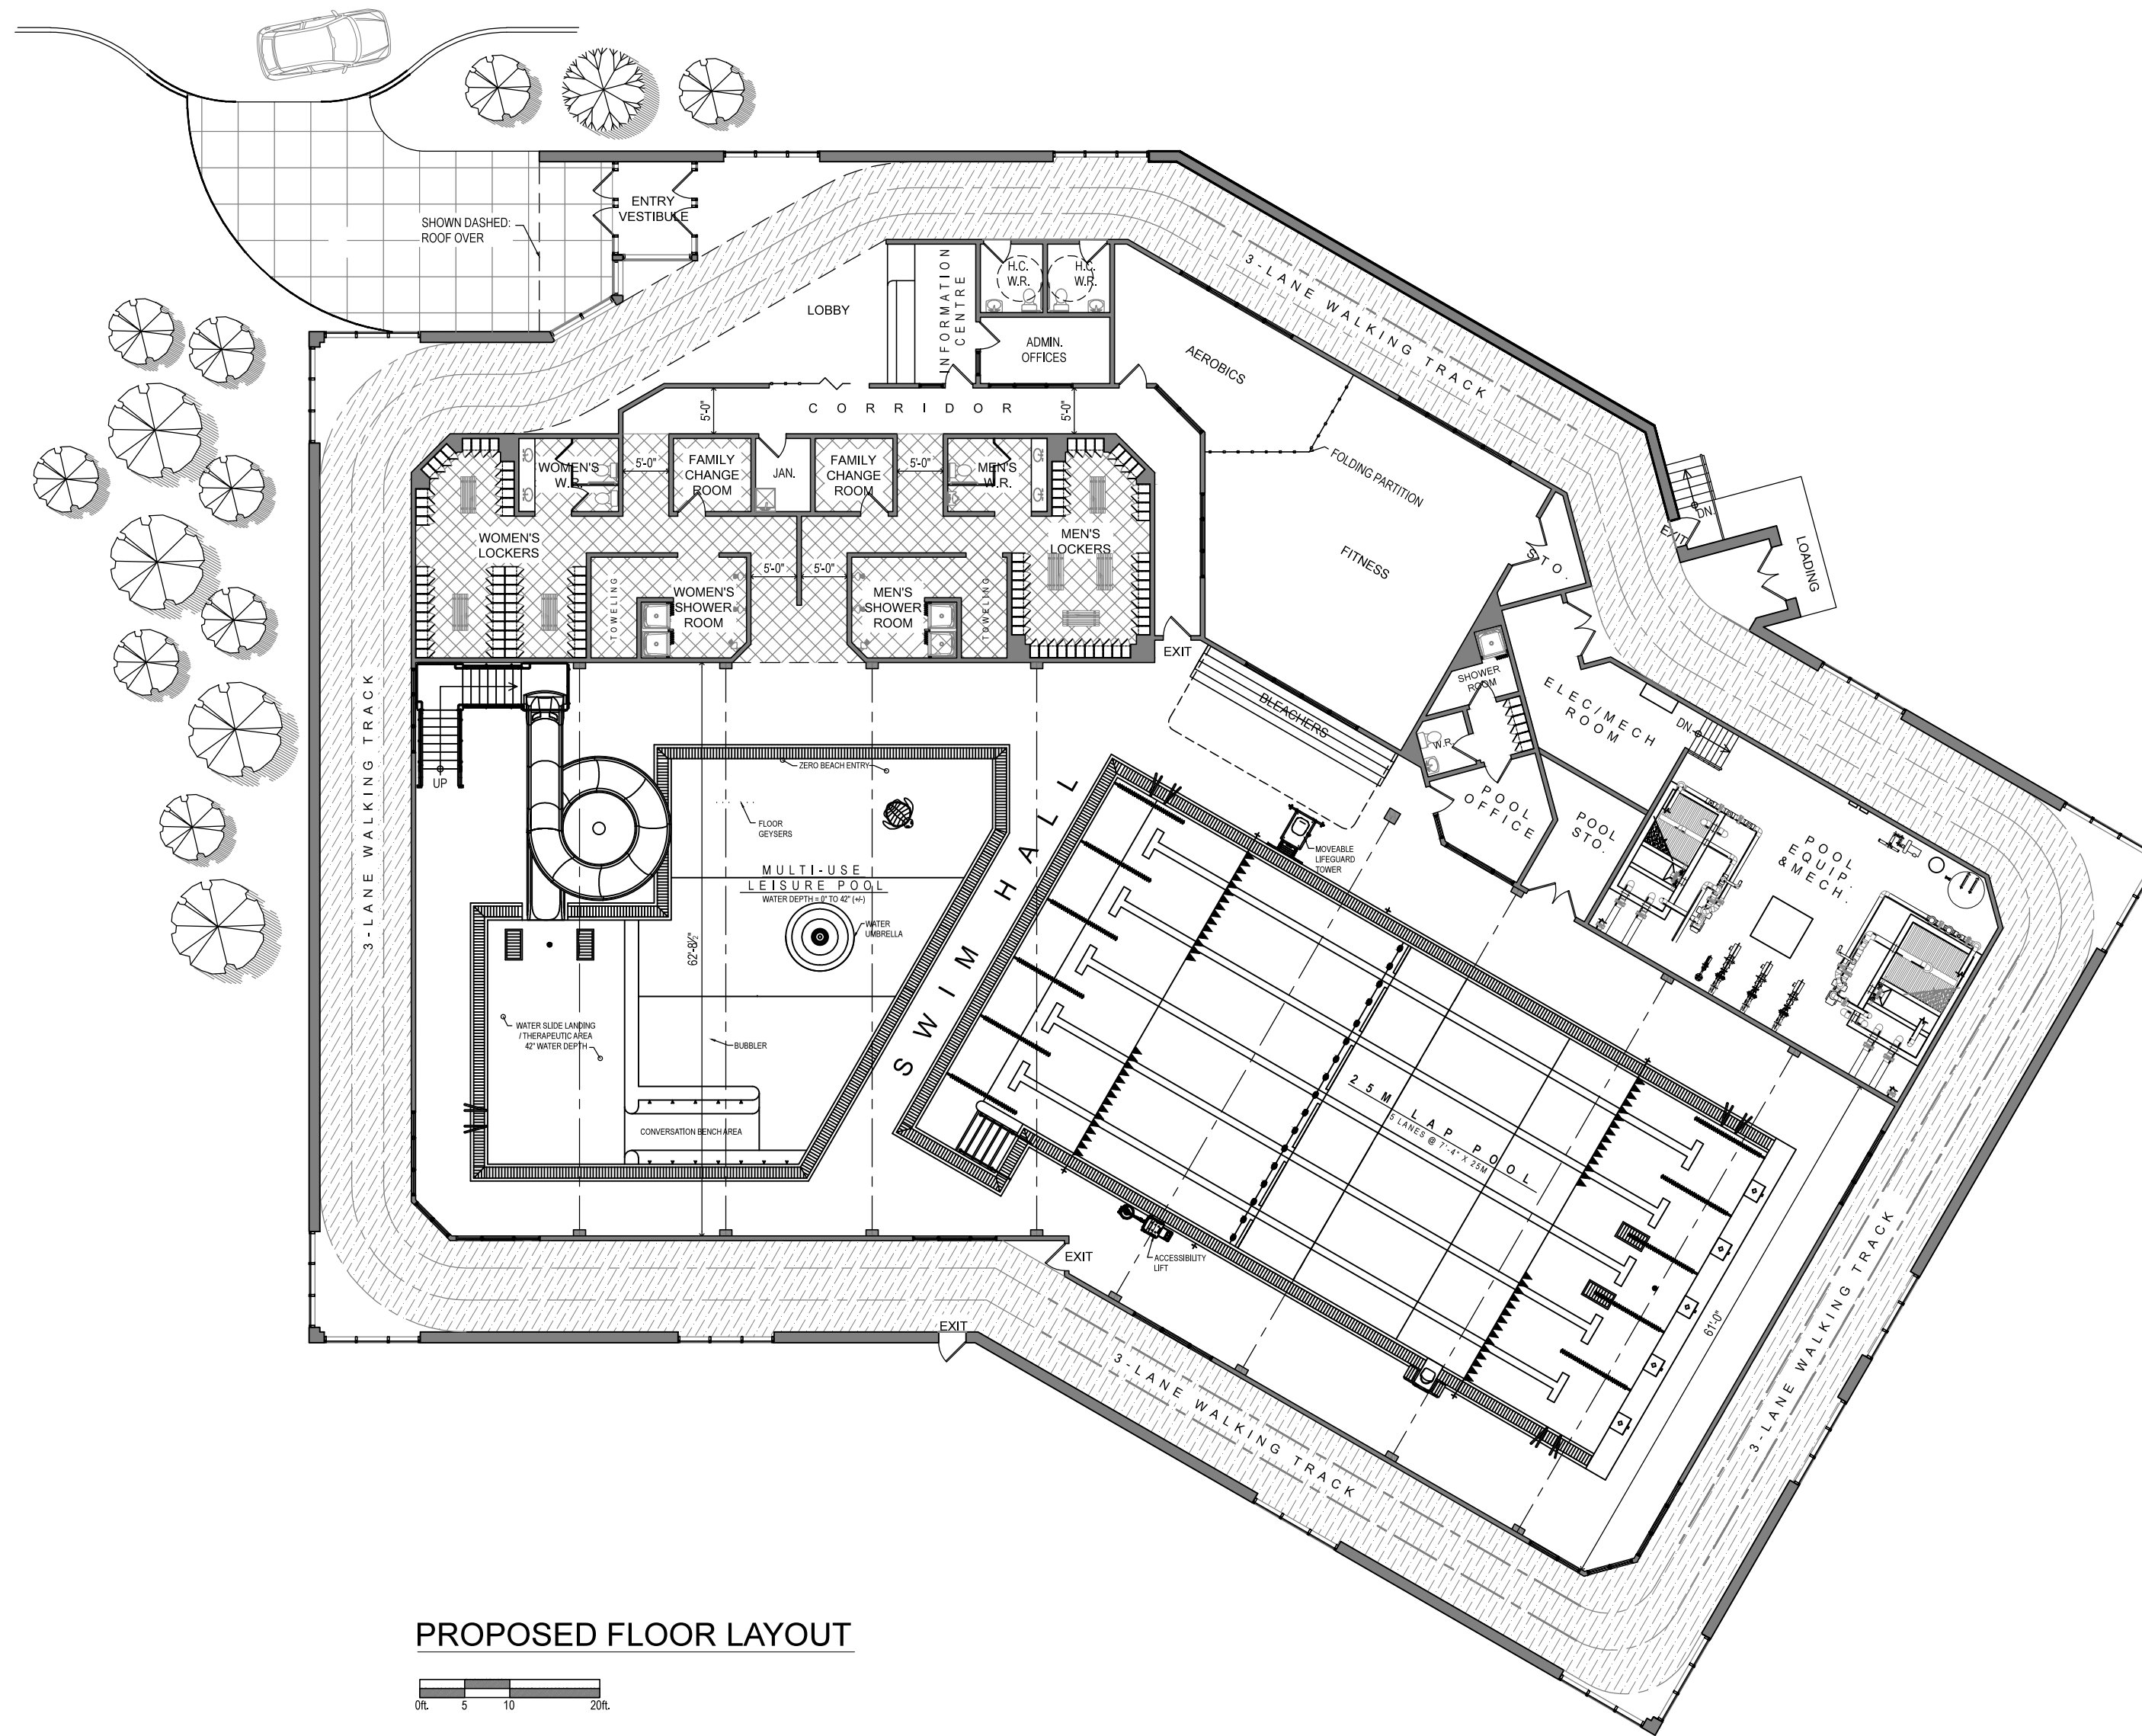 SHOWN DASHED:
ROOF OVER
ENTRY
VESTIBULE
LOBBY
INFORMATION
CENTRE
H.C.
W.R.
H.C.
W.R.
ADMIN.
OFFICES
3-LANE WALKING TRACK
AEROBICS
FOLDING PARTITION
FITNESS
CORRIDOR
5'-0"
5'-0"
WOMEN'S
W.R.
5'-0"
FAMILY
CHANGE
ROOM
JAN.
FAMILY
CHANGE
ROOM
5'-0"
MEN'S
W.R.
WOMEN'S
LOCKERS
MEN'S
LOCKERS
TOWELING
WOMEN'S
SHOWER
ROOM
5'-0"
5'-0"
MEN'S
SHOWER
ROOM
TOWELING
EXIT
DN.
EXIT
LOADING
STO.
SHOWER
ROOM
ELEC/MECH
ROOM
DN.
W.R.
POOL
OFFICE
POOL
STO.
POOL
EQUIP.
& MECH.
BLEACHERS
MOVEABLE
LIFEGUARD
TOWER
3-LANE WALKING TRACK
UP
ZERO BEACH ENTRY
FLOOR
GEYSERS
MULTI-USE
LEISURE POOL
WATER DEPTH = 0" TO 42" (+/-)
WATER
UMBRELLA
62'-8½"
WATER SLIDE LANDING
/ THERAPEUTIC AREA
42" WATER DEPTH
BUBBLER
CONVERSATION BENCH AREA
SWIM HALL
25M LAP POOL
5 LANES @ 7'-4" X 25M
ACCESSIBILITY
LIFT
61'-0"
EXIT
EXIT
3-LANE WALKING TRACK
3-LANE WALKING TRACK
PROPOSED FLOOR LAYOUT
0ft. 5 10 20ft.